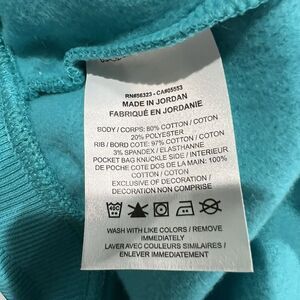 RN#56323 - CA#05553
MADE IN JORDAN
FABRIQUÉ EN JORDANIE
BODY / CORPS: 80% COTTON / COTON
20% POLYESTER
RIB / BORD COTE: 97% COTTON / COTON
3% SPANDEX / ELASTHANNE
POCKET BAG KNUCKLE SIDE / INTERIEUR
DE POCHE COTE DOS DE LA MAIN: 100%
COTTON / COTON
EXCLUSIVE OF DECORATION /
DECORATION NON COMPRISE
WASH WITH LIKE COLORS / REMOVE
IMMEDIATELY
LAVER AVEC COULEURS SIMILAIRES /
ENLEVER IMMEDIATEMENT